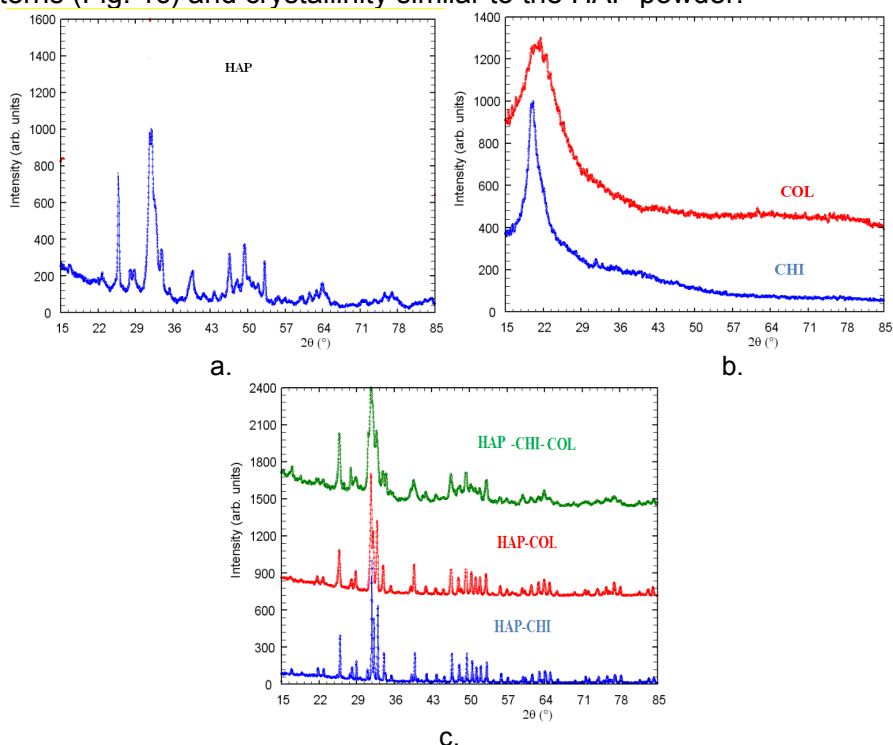 terns (Fig. 1c) and crystallinity similar to the HAP powder.
1600
1400
1200
1000
800
600
400
200
0
Intensity (arb. units)
HAP
15 22 29 36 43 50 57 64 71 78 85
2θ (°)
a.
1400
1200
1000
800
600
400
200
0
Intensity (arb. units)
COL
CHI
15 22 29 36 43 50 57 64 71 78 85
2θ (°)
b.
2400
2100
1800
1500
1200
900
600
300
0
Intensity (arb. units)
HAP -CHI- COL
HAP-COL
HAP-CHI
15 22 29 36 43 50 57 64 71 78 85
2θ (°)
c.